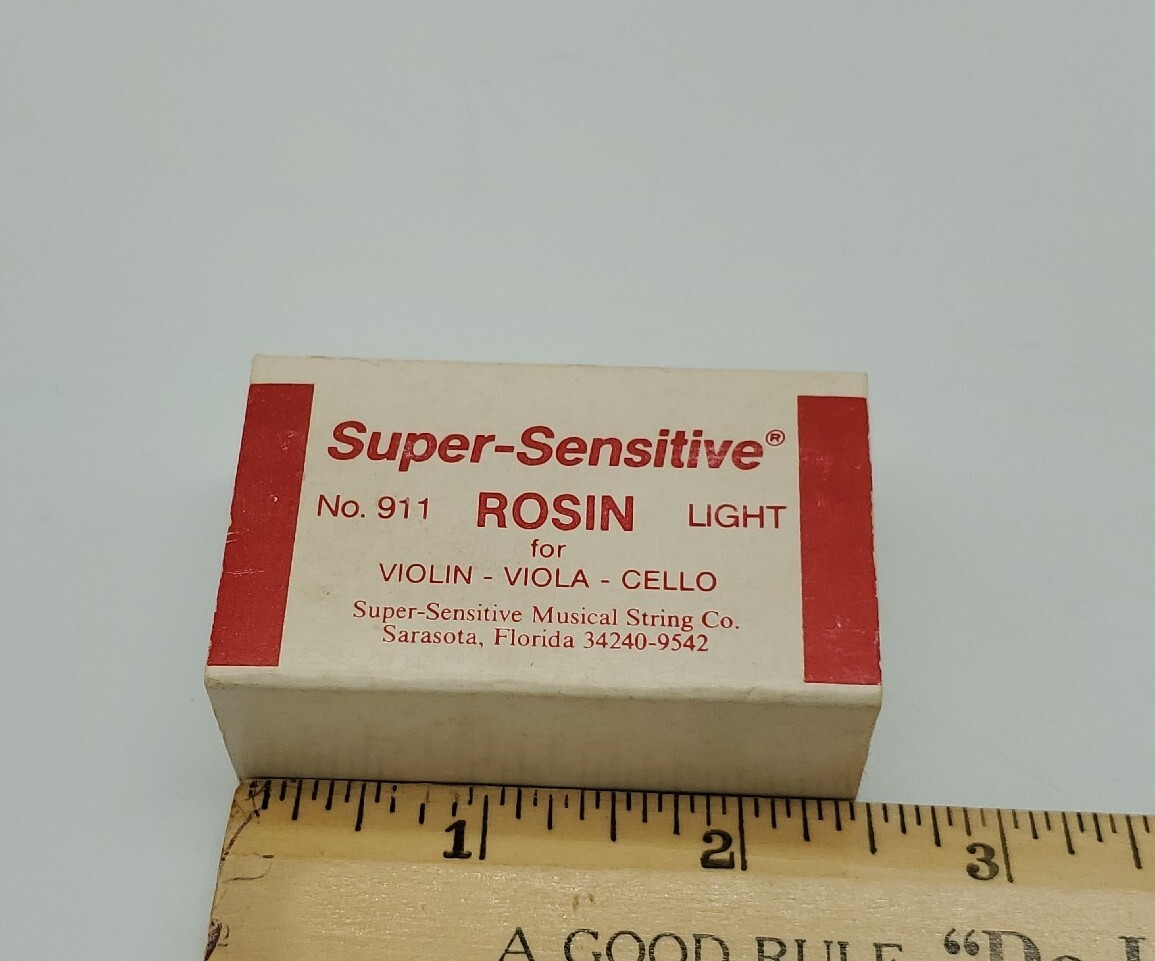 Super-Sensitive®
No. 911 ROSIN LIGHT
for
VIOLIN - VIOLA - CELLO
Super-Sensitive Musical String Co.
Sarasota, Florida 34240-9542
1 2 3
A GOOD RULE "Do